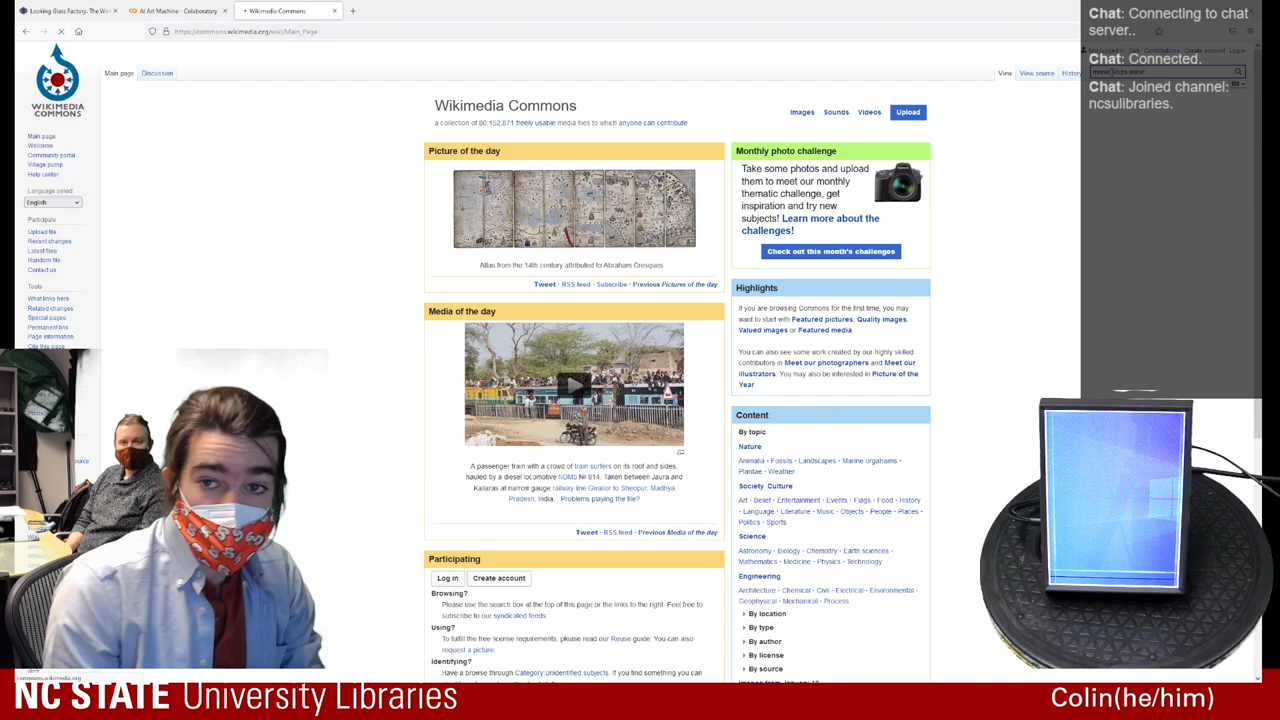 Looking Glass Factory, The Wor
AI Art Machine - Colaboratory
Wikimedia Commons
https://commons.wikimedia.org/wiki/Main_Page
Chat: Connecting to chat
server..
Chat: Connected.
Chat: Joined channel:
ncsulibraries.
WIKIMEDIA
COMMONS
Main page
Discussion
View
View source
History
Main page
Welcome
Community portal
Village pump
Help center
Language select
English
Participate
Upload file
Recent changes
Latest files
Random file
Contact us
Tools
What links here
Related changes
Special pages
Permanent link
Page information
Cite this page
Wikimedia Commons
a collection of 80,152,871 freely usable media files to which anyone can contribute
Images
Sounds
Videos
Upload
Picture of the day
Atlas from the 14th century attributed to Abraham Cresques.
Tweet · RSS feed · Subscribe · Previous Pictures of the day
Media of the day
A passenger train with a crowd of train surfers on its roof and sides,
hauled by a diesel locomotive NDM5 № 814. Taken between Jaura and
Kailaras at narrow gauge railway line Gwalior to Sheopur, Madhya
Pradesh, India. Problems playing the file?
Tweet · RSS feed · Previous Media of the day
Participating
Log in
Create account
Browsing?
Please use the search box at the top of this page or the links to the right. Feel free to
subscribe to our syndicated feeds.
Using?
To fulfill the free license requirements, please read our Reuse guide. You can also
request a picture.
Identifying?
Have a browse through Category:Unidentified subjects. If you find something you can
Monthly photo challenge
Take some photos and upload
them to meet our monthly
thematic challenge, get
inspiration and try new
subjects! Learn more about the
challenges!
Check out this month's challenges
Highlights
If you are browsing Commons for the first time, you may
want to start with Featured pictures, Quality images,
Valued images or Featured media.
You can also see some work created by our highly skilled
contributors in Meet our photographers and Meet our
illustrators. You may also be interested in Picture of the
Year.
Content
By topic
Nature
Animalia · Fossils · Landscapes · Marine organisms ·
Plantae · Weather
Society Culture
Art · Belief · Entertainment · Events · Flags · Food · History
· Language · Literature · Music · Objects · People · Places ·
Politics · Sports
Science
Astronomy · Biology · Chemistry · Earth sciences ·
Mathematics · Medicine · Physics · Technology
Engineering
Architecture · Chemical · Civil · Electrical · Environmental ·
Geophysical · Mechanical · Process
By location
By type
By author
By license
By source
commons.wikimedia.org
NC STATE University Libraries
Colin(he/him)